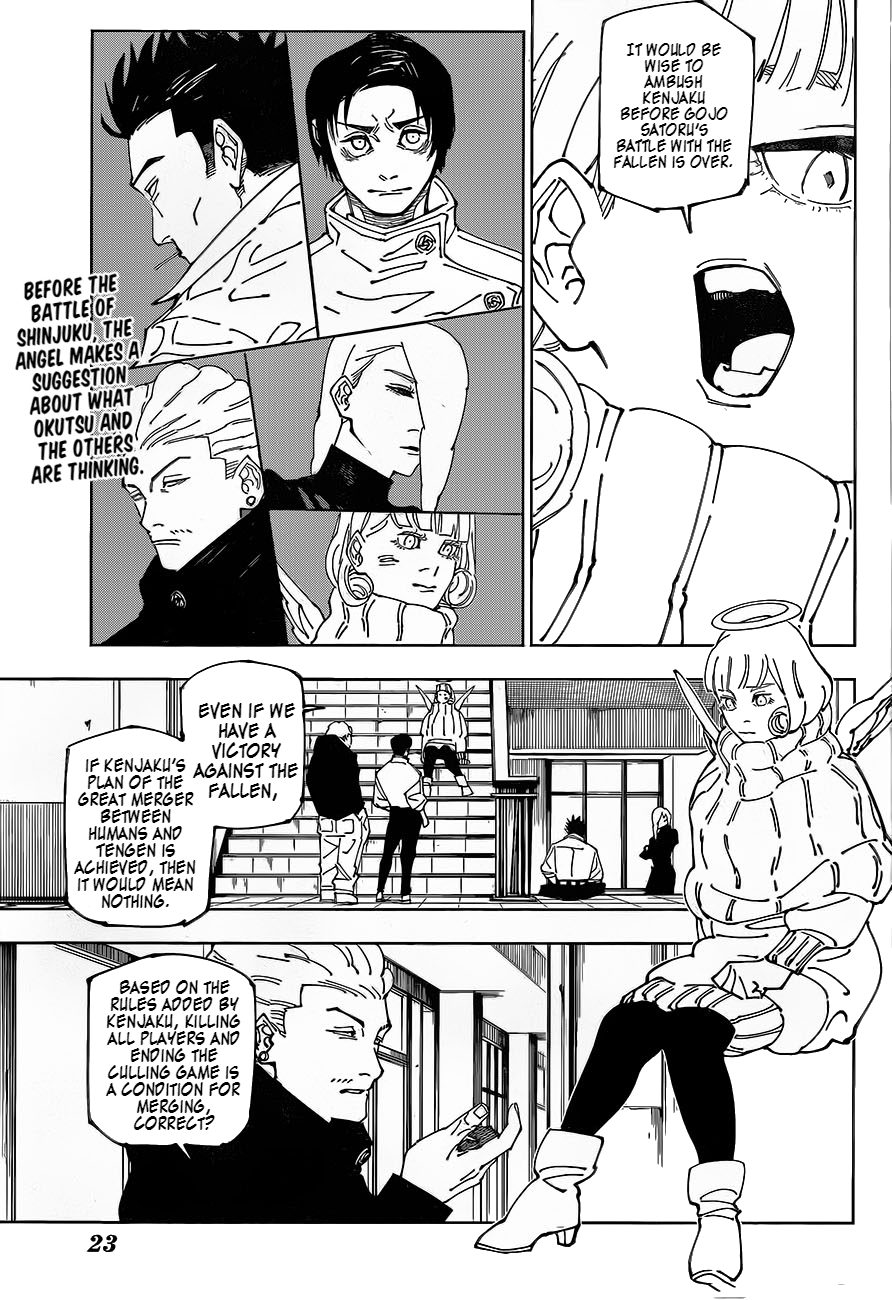 IT WOULD BE
WISE TO
AMBUSH
KENJAKU
BEFORE GOJO
SATORU'S
BATTLE WITH THE
FALLEN IS OVER.
BEFORE THE
BATTLE OF
SHINJUKU, THE
ANGEL MAKES A
SUGGESTION
ABOUT WHAT
OKUTSU AND
THE OTHERS
ARE THINKING.
EVEN IF WE
HAVE A
VICTORY
AGAINST THE
FALLEN,
IF KENJAKU'S
PLAN OF THE
GREAT MERGER
BETWEEN
HUMANS AND
TENGEN IS
ACHIEVED, THEN
IT WOULD MEAN
NOTHING.
BASED ON THE
RULES ADDED BY
KENJAKU, KILLING
ALL PLAYERS AND
ENDING THE
CULLING GAME IS
A CONDITION FOR
MERGING,
CORRECT?
23